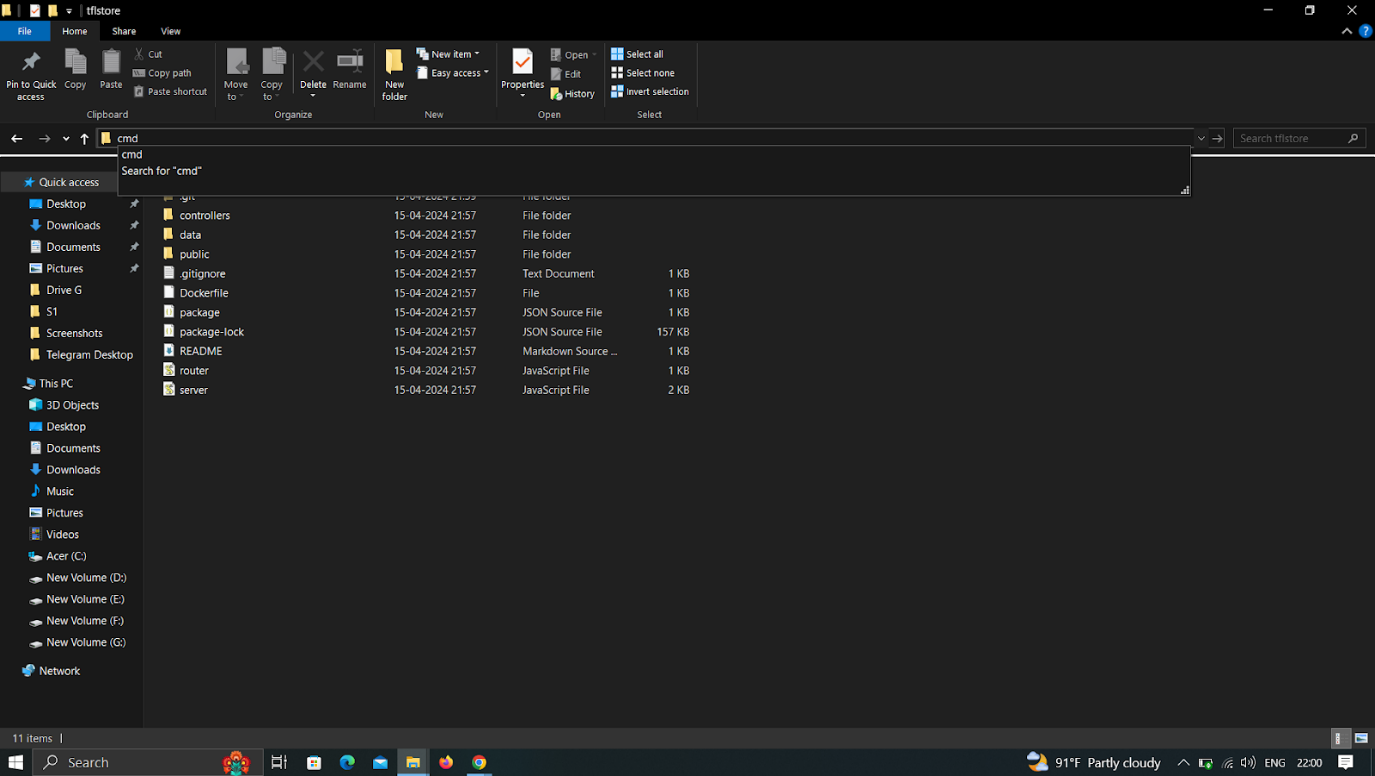 tflstore
File
Home
Share
View
Pin to Quick access
Copy
Paste
Cut
Copy path
Paste shortcut
Clipboard
Move to
Copy to
Delete
Rename
Organize
New folder
New item
Easy access
New
Properties
Open
Edit
History
Open
Select all
Select none
Invert selection
Select
cmd
Search tflstore
cmd
Search for "cmd"
Quick access
Desktop
Downloads
Documents
Pictures
Drive G
S1
Screenshots
Telegram Desktop
This PC
3D Objects
Desktop
Documents
Downloads
Music
Pictures
Videos
Acer (C:)
New Volume (D:)
New Volume (E:)
New Volume (F:)
New Volume (G:)
Network
.git 15-04-2024 21:59 File folder
controllers 15-04-2024 21:57 File folder
data 15-04-2024 21:57 File folder
public 15-04-2024 21:57 File folder
.gitignore 15-04-2024 21:57 Text Document 1 KB
Dockerfile 15-04-2024 21:57 File 1 KB
package 15-04-2024 21:57 JSON Source File 1 KB
package-lock 15-04-2024 21:57 JSON Source File 157 KB
README 15-04-2024 21:57 Markdown Source ... 1 KB
router 15-04-2024 21:57 JavaScript File 1 KB
server 15-04-2024 21:57 JavaScript File 2 KB
11 items
Search
91°F Partly cloudy
ENG
22:00